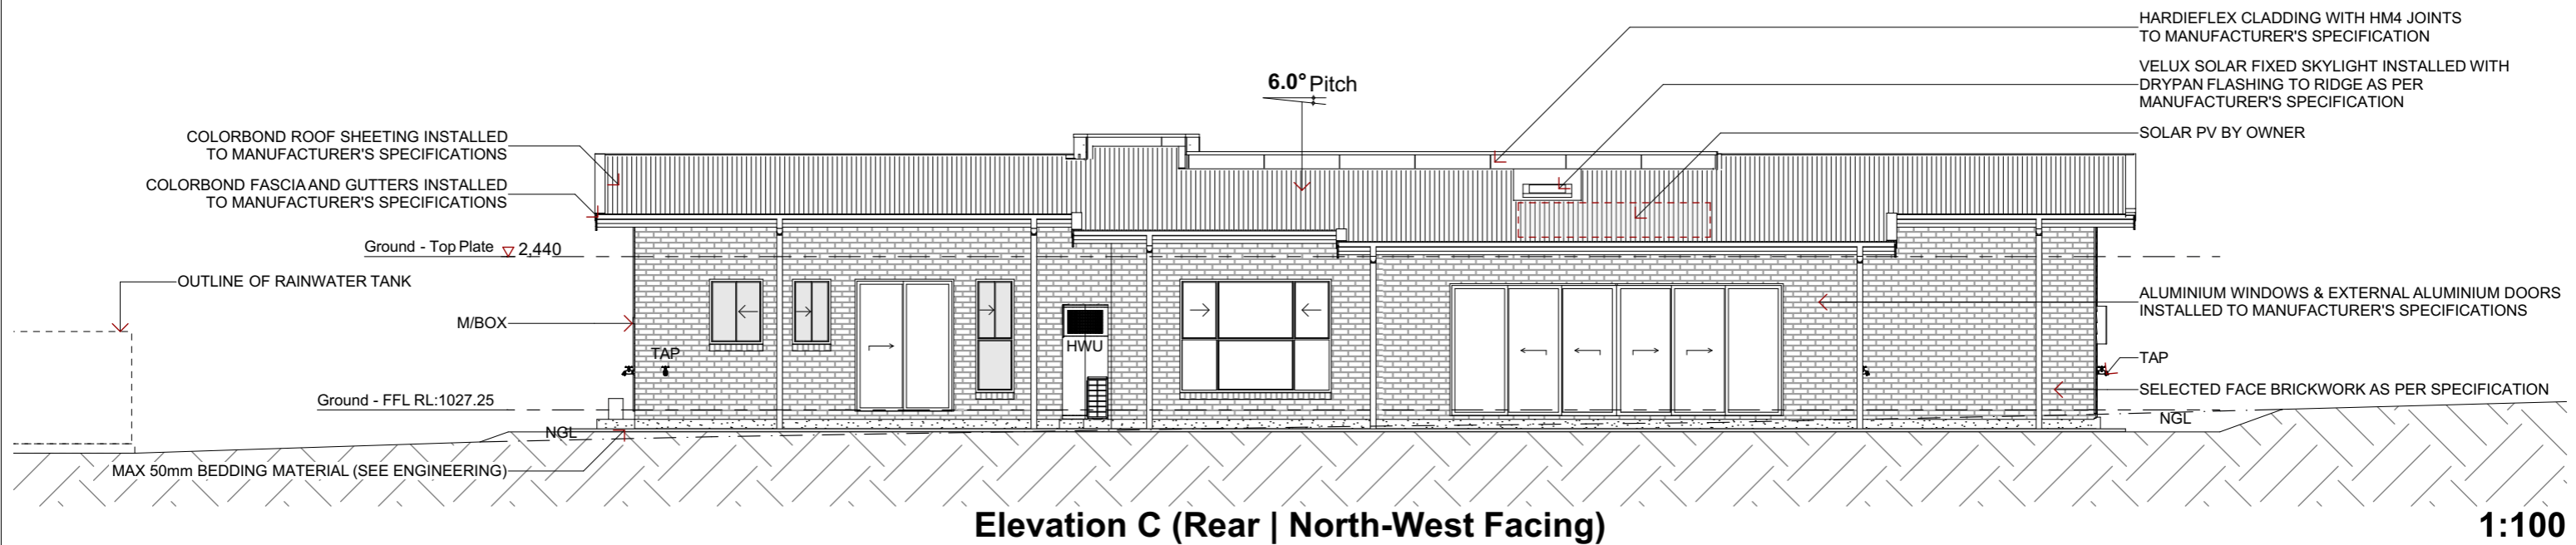 HARDIEFLEX CLADDING WITH HM4 JOINTS
TO MANUFACTURER'S SPECIFICATION
VELUX SOLAR FIXED SKYLIGHT INSTALLED WITH
DRYPAN FLASHING TO RIDGE AS PER
MANUFACTURER'S SPECIFICATION
SOLAR PV BY OWNER
6.0° Pitch
COLORBOND ROOF SHEETING INSTALLED
TO MANUFACTURER'S SPECIFICATIONS
COLORBOND FASCIA AND GUTTERS INSTALLED
TO MANUFACTURER'S SPECIFICATIONS
Ground - Top Plate 2,440
OUTLINE OF RAINWATER TANK
M/BOX
TAP
HWU
ALUMINIUM WINDOWS & EXTERNAL ALUMINIUM DOORS
INSTALLED TO MANUFACTURER'S SPECIFICATIONS
TAP
SELECTED FACE BRICKWORK AS PER SPECIFICATION
Ground - FFL RL:1027.25
NGL
NGL
MAX 50mm BEDDING MATERIAL (SEE ENGINEERING)
Elevation C (Rear | North-West Facing)
1:100